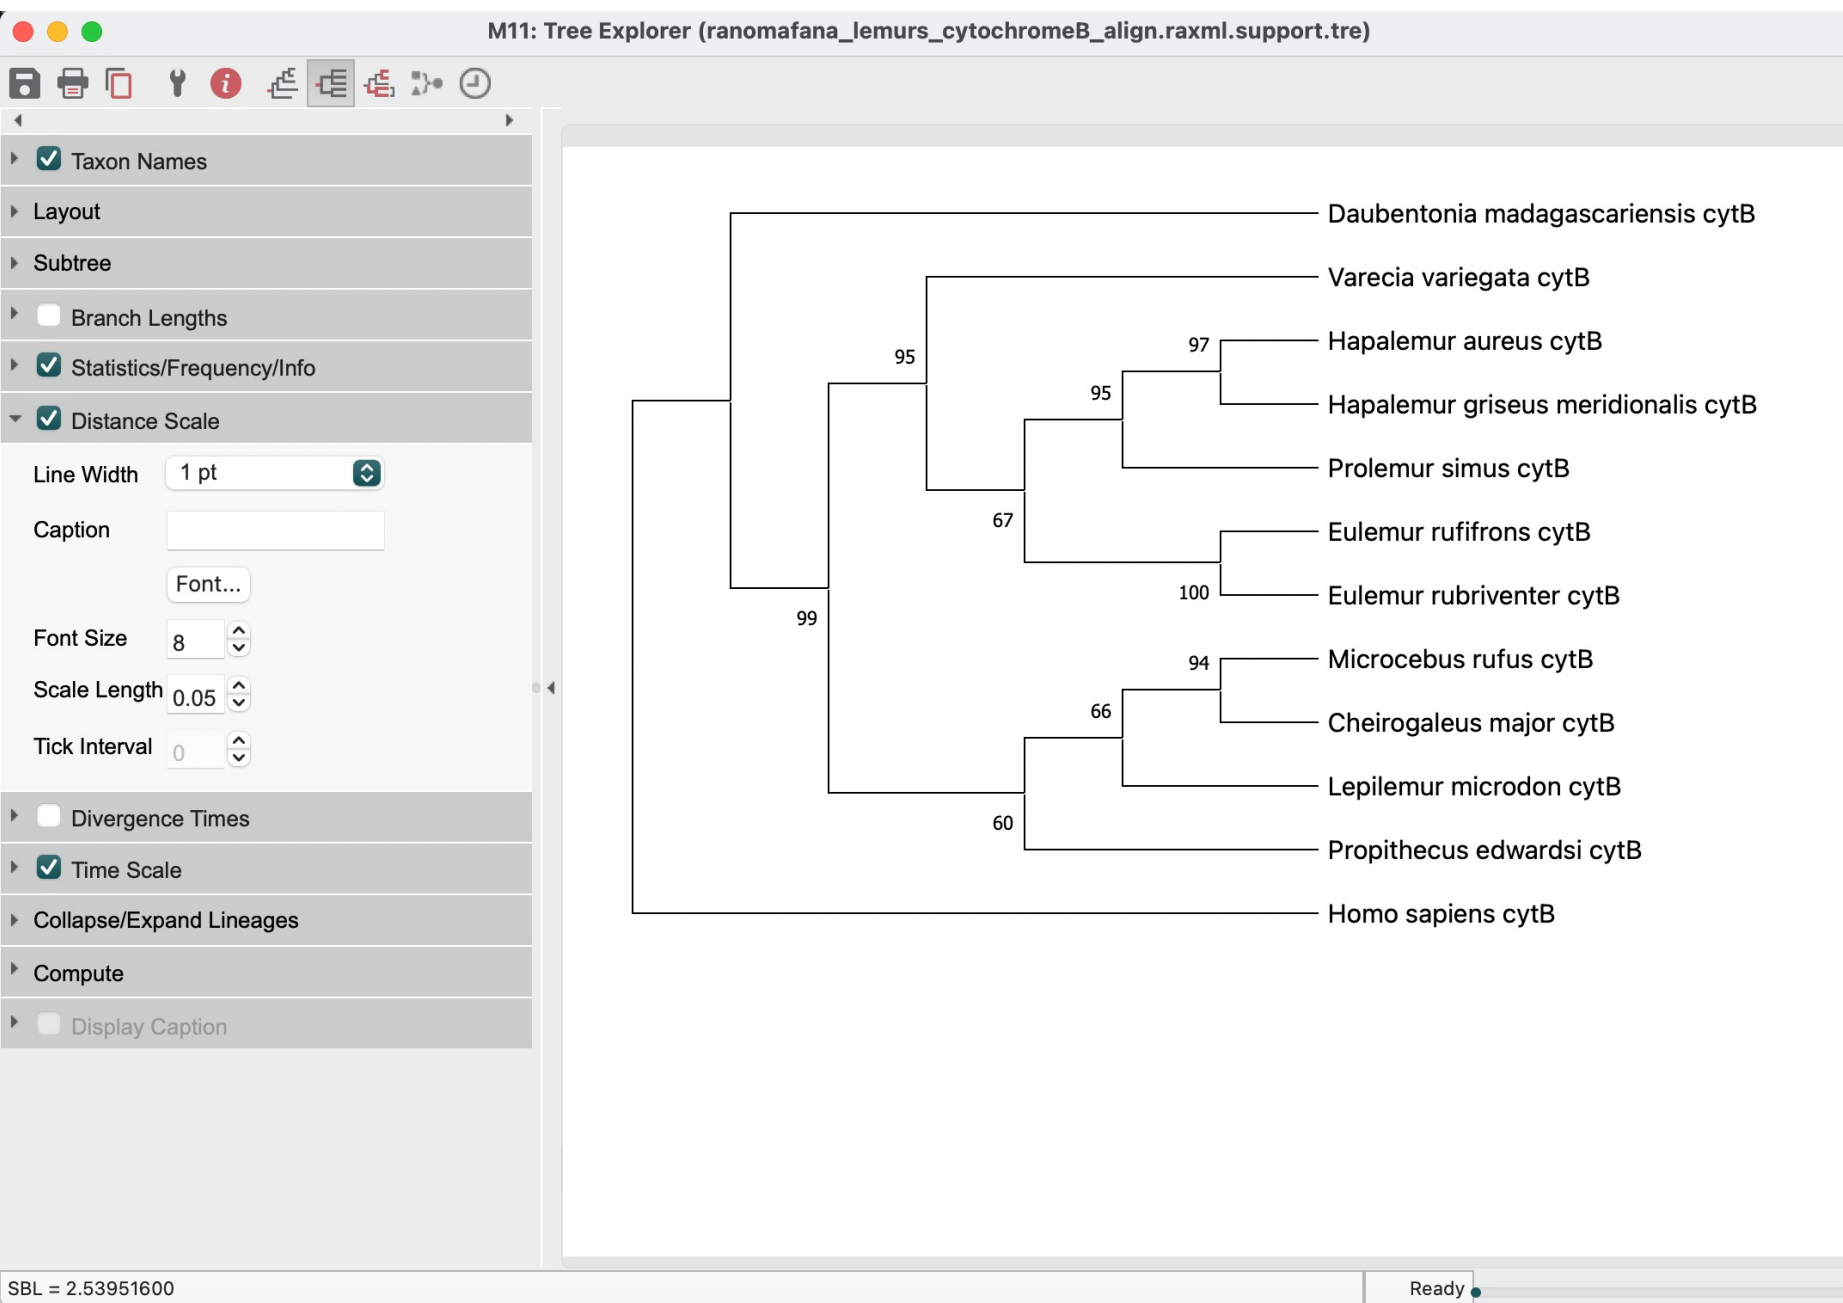 M11: Tree Explorer (ranomafana_lemurs_cytochromeB_align.raxml.support.tre)
Taxon Names
Layout
Subtree
Branch Lengths
Statistics/Frequency/Info
Distance Scale
Line Width 1 pt
Caption
Font...
Font Size 8
Scale Length 0.05
Tick Interval 0
Divergence Times
Time Scale
Collapse/Expand Lineages
Compute
Display Caption
Daubentonia madagascariensis cytB
Varecia variegata cytB
97 Hapalemur aureus cytB
95
95
Hapalemur griseus meridionalis cytB
Prolemur simus cytB
67
Eulemur rufifrons cytB
100 Eulemur rubriventer cytB
99
94 Microcebus rufus cytB
66
Cheirogaleus major cytB
Lepilemur microdon cytB
60
Propithecus edwardsi cytB
Homo sapiens cytB
SBL = 2.53951600
Ready